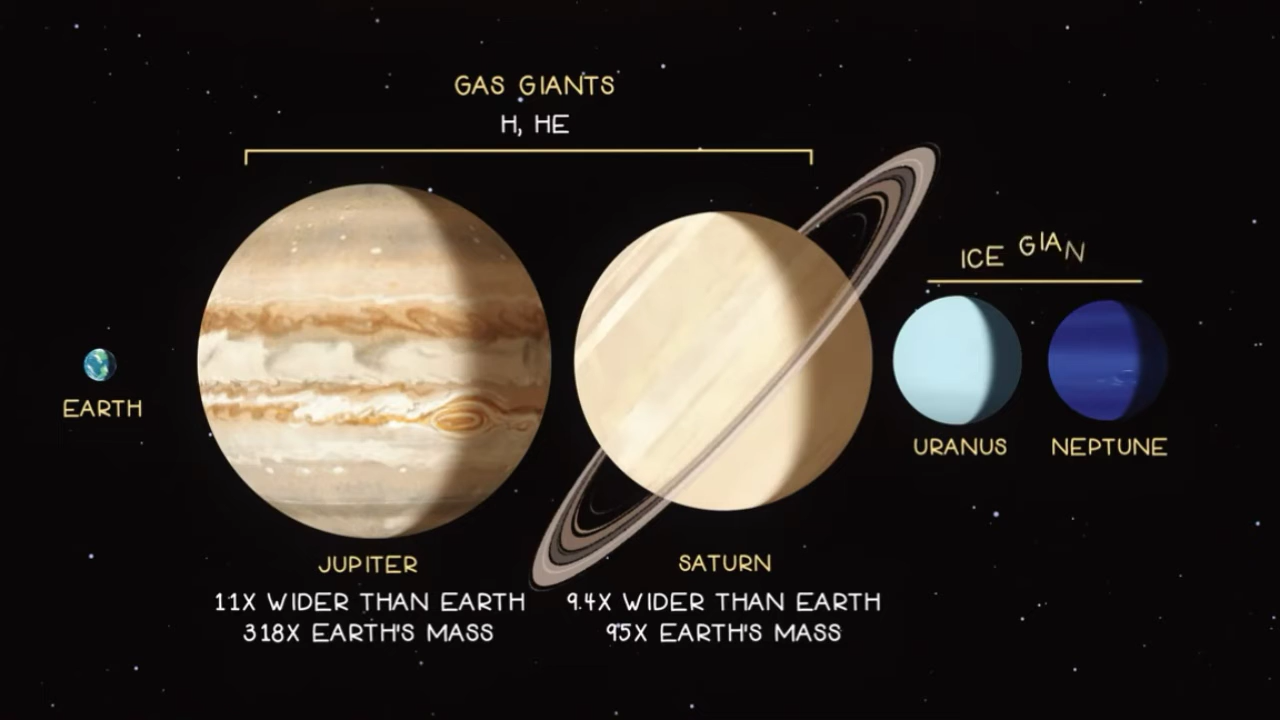 GAS GIANTS
H, HE
ICE GIAN
EARTH
URANUS
NEPTUNE
JUPITER
11X WIDER THAN EARTH
318X EARTH'S MASS
SATURN
9.4X WIDER THAN EARTH
95X EARTH'S MASS